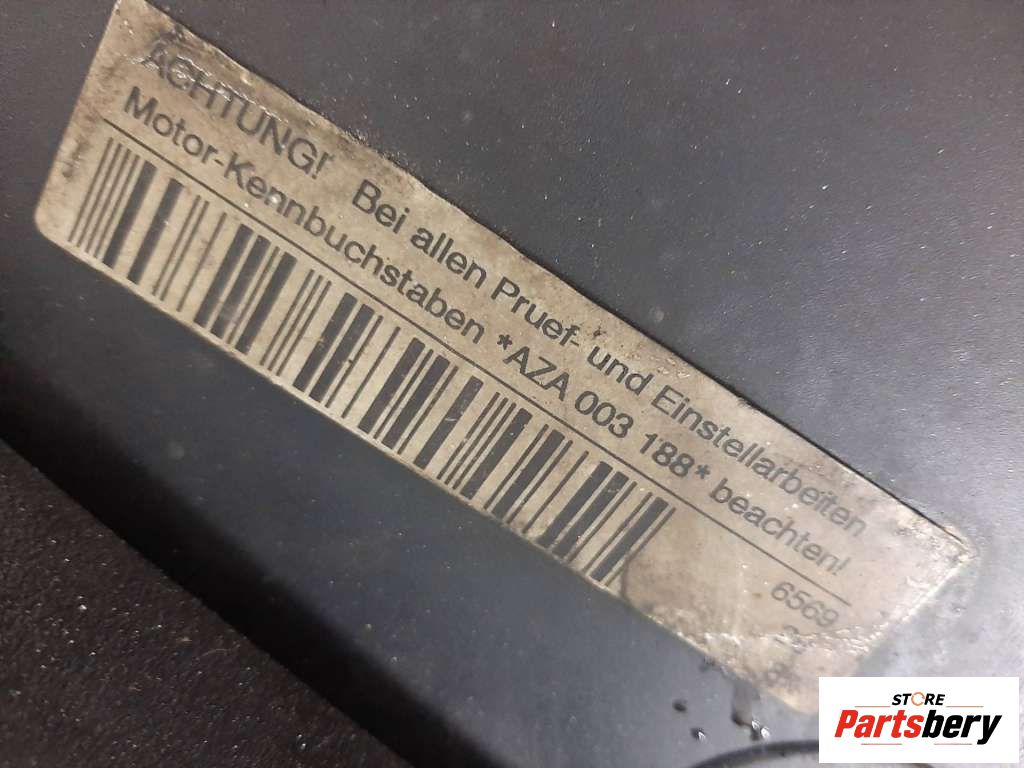 ACHTUNG! Bei allen Pruef- und Einstellarbeiten
Motor-Kennbuchstaben *AZA 003 188* beachten!
6569
STORE
Partsbery